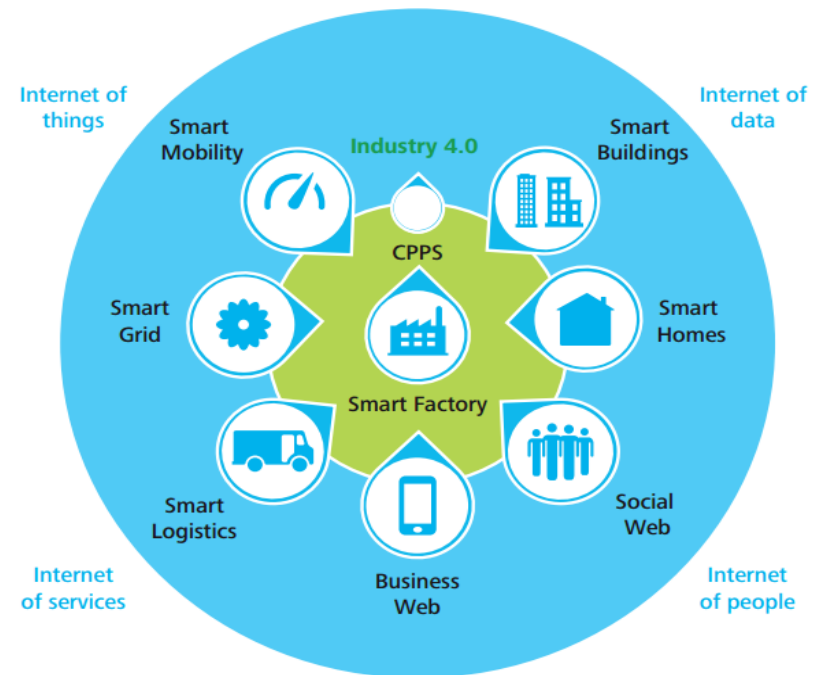 Internet of
things
Internet of
data
Smart
Mobility
Industry 4.0
Smart
Buildings
CPPS
Smart
Grid
Smart
Homes
Smart Factory
Smart
Logistics
Social
Web
Business
Web
Internet
of services
Internet
of people